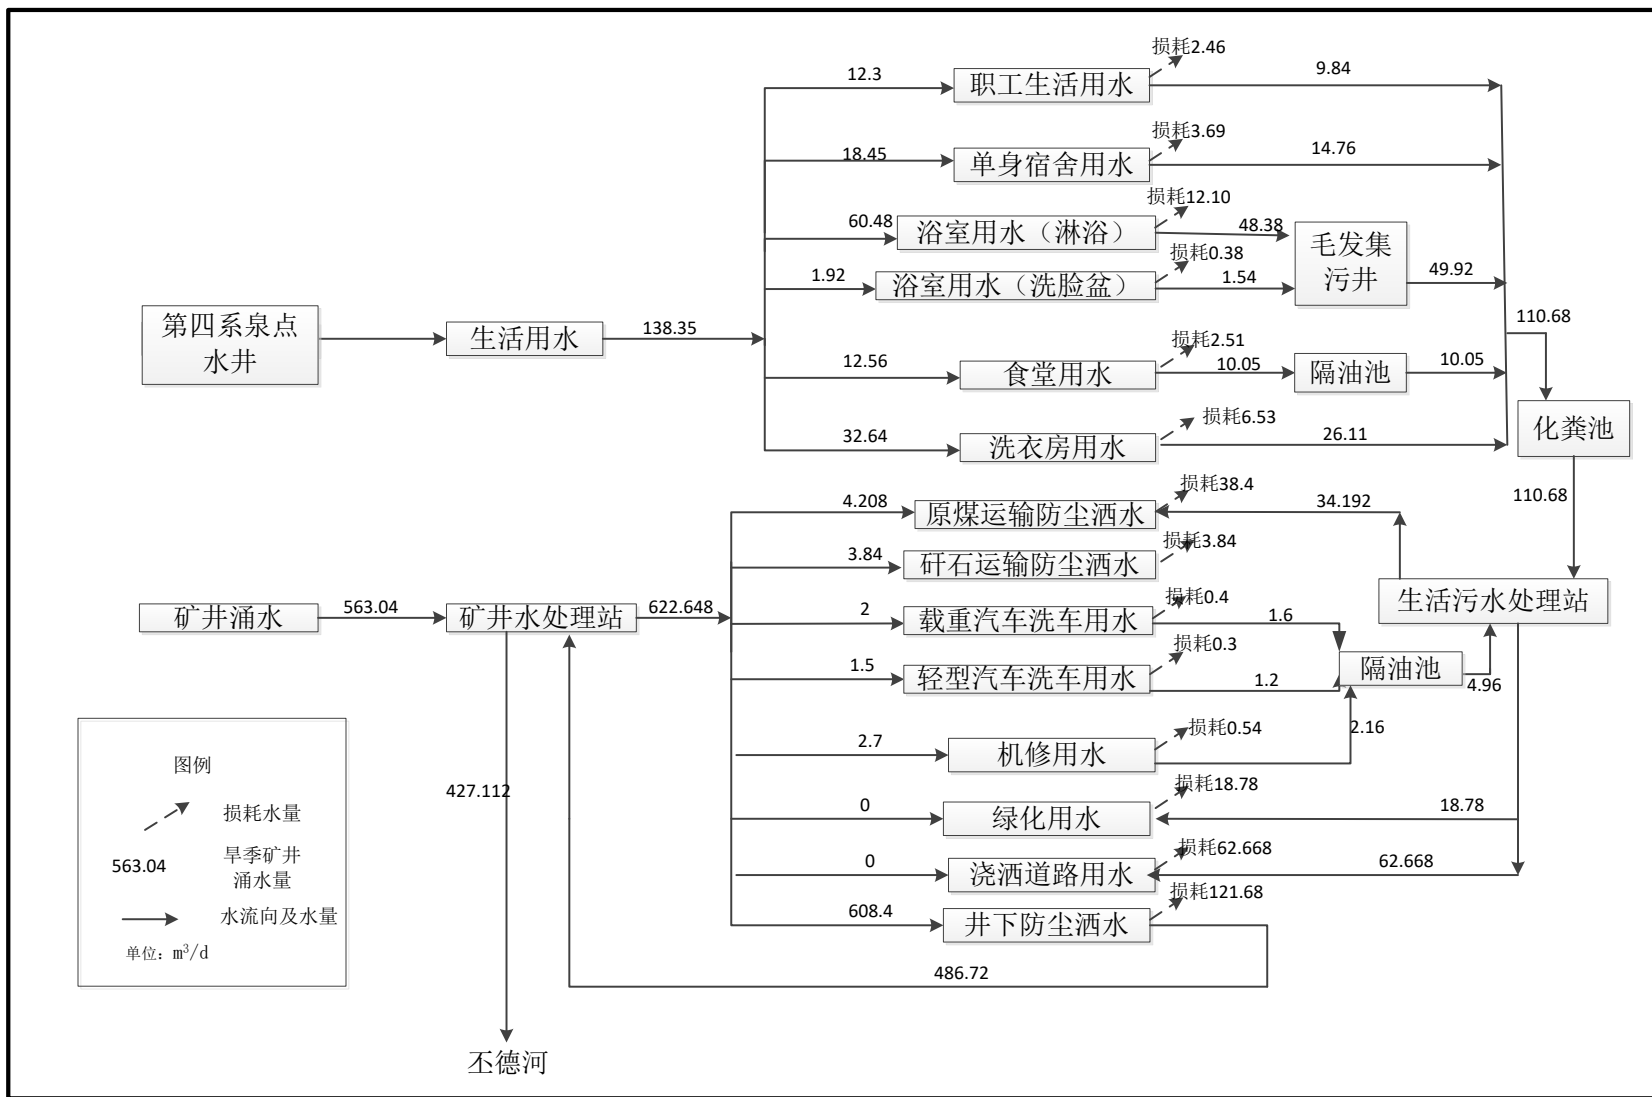 损耗2.46
12.3
职工生活用水
9.84
损耗3.69
18.45
单身宿舍用水
14.76
损耗12.10
60.48
浴室用水（淋浴）
48.38
毛发集
污井
49.92
损耗0.38
1.92
浴室用水（洗脸盆）
1.54
第四系泉点
水井
生活用水
138.35
110.68
损耗2.51
12.56
食堂用水
10.05
隔油池
10.05
损耗6.53
32.64
洗衣房用水
26.11
化粪池
110.68
损耗38.4
4.208
原煤运输防尘洒水
34.192
损耗3.84
3.84
矸石运输防尘洒水
生活污水处理站
矿井涌水
563.04
矿井水处理站
622.648
损耗0.4
2
载重汽车洗车用水
1.6
损耗0.3
1.5
轻型汽车洗车用水
1.2
隔油池
4.96
损耗0.54
2.7
机修用水
2.16
损耗18.78
0
绿化用水
18.78
427.112
损耗62.668
0
浇洒道路用水
62.668
损耗121.68
608.4
井下防尘洒水
486.72
丕德河
图例
损耗水量
563.04
旱季矿井
涌水量
水流向及水量
单位：m³/d